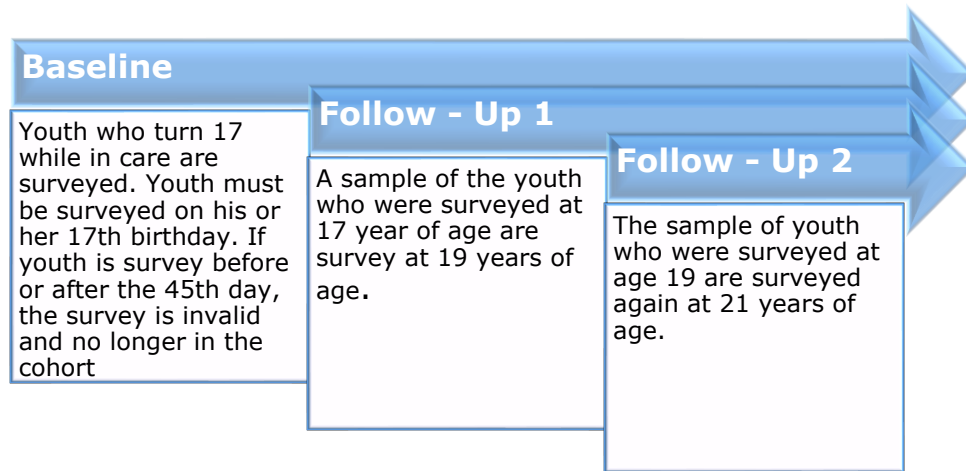 Baseline
Youth who turn 17
while in care are
surveyed. Youth must
be surveyed on his or
her 17th birthday. If
youth is survey before
or after the 45th day,
the survey is invalid
and no longer in the
cohort
Follow - Up 1
A sample of the youth
who were surveyed at
17 year of age are
survey at 19 years of
age.
Follow - Up 2
The sample of youth
who were surveyed at
age 19 are surveyed
again at 21 years of
age.